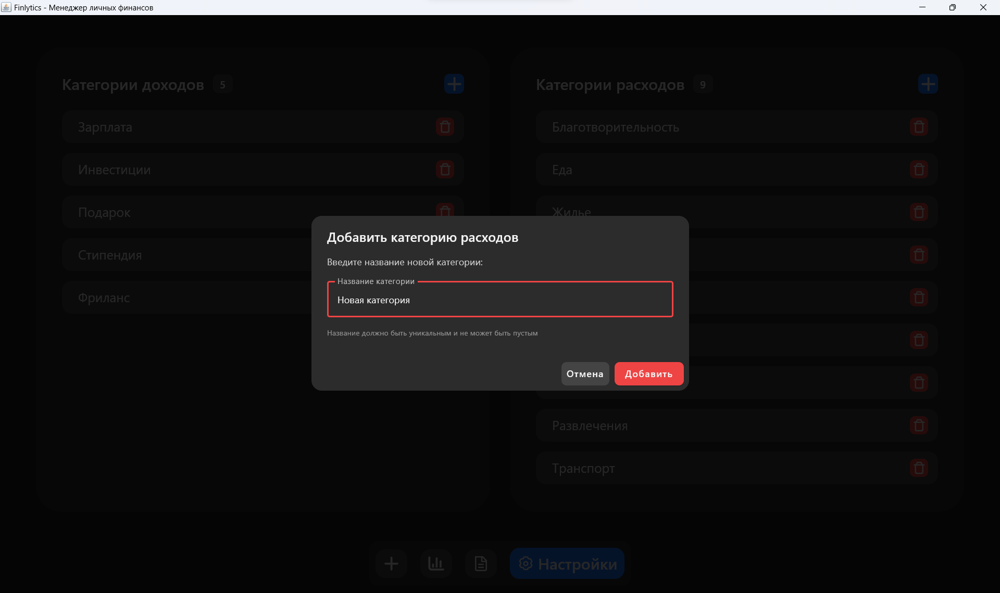 Finlytics - Менеджер личных финансов
Категории доходов 5
Зарплата
Инвестиции
Подарок
Стипендия
Фриланс
Категории расходов 9
Благотворительность
Еда
Жилье
Развлечения
Транспорт
Добавить категорию расходов
Введите название новой категории:
Название категории
Новая категория
Название должно быть уникальным и не может быть пустым
Отмена
Добавить
Настройки